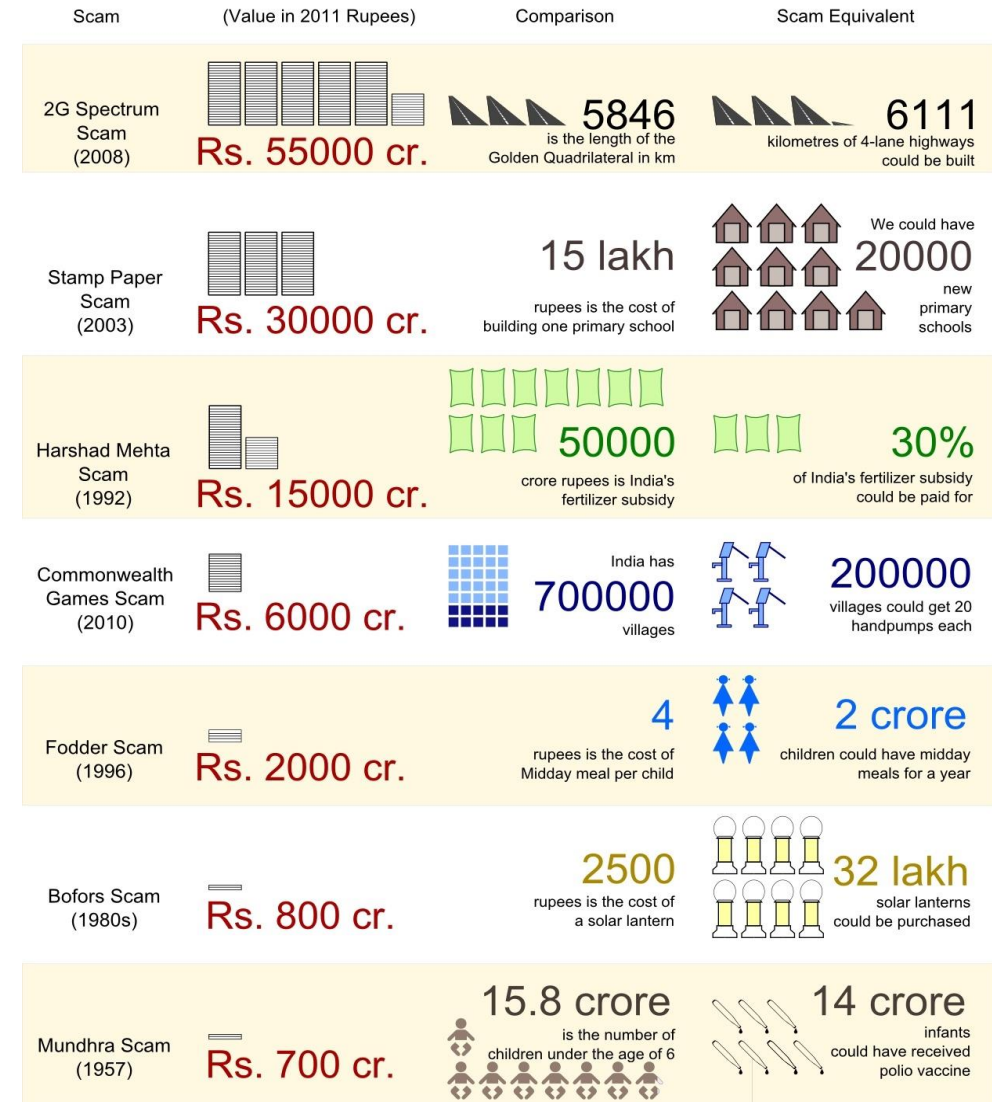 Scam
(Value in 2011 Rupees)
Comparison
Scam Equivalent
2G Spectrum
Scam
(2008)
Rs. 55000 cr.
5846
is the length of the
Golden Quadrilateral in km
6111
kilometres of 4-lane highways
could be built
Stamp Paper
Scam
(2003)
Rs. 30000 cr.
15 lakh
rupees is the cost of
building one primary school
We could have
20000
new
primary
schools
Harshad Mehta
Scam
(1992)
Rs. 15000 cr.
50000
crore rupees is India's
fertilizer subsidy
30%
of India's fertilizer subsidy
could be paid for
Commonwealth
Games Scam
(2010)
Rs. 6000 cr.
India has
700000
villages
200000
villages could get 20
handpumps each
Fodder Scam
(1996)
Rs. 2000 cr.
4
rupees is the cost of
Midday meal per child
2 crore
children could have midday
meals for a year
Bofors Scam
(1980s)
Rs. 800 cr.
2500
rupees is the cost of
a solar lantern
32 lakh
solar lanterns
could be purchased
Mundhra Scam
(1957)
Rs. 700 cr.
15.8 crore
is the number of
children under the age of 6
14 crore
infants
could have received
polio vaccine